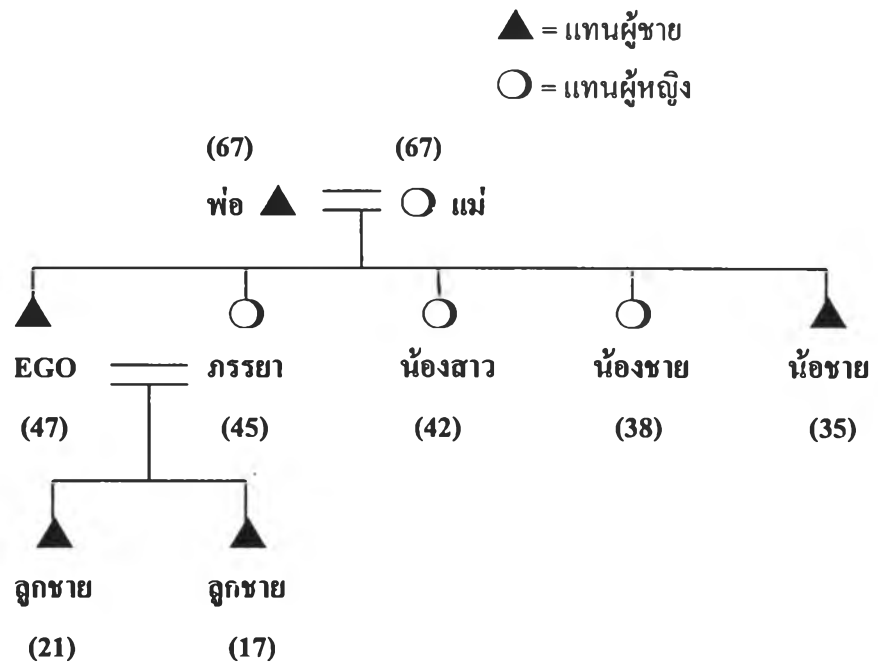 = แทนผู้ชาย
= แทนผู้หญิง
(67) (67)
พ่อ แม่
EGO ภรรยา น้องสาว น้องชาย น้อชาย
(47) (45) (42) (38) (35)
ลูกชาย ลูกชาย
(21) (17)